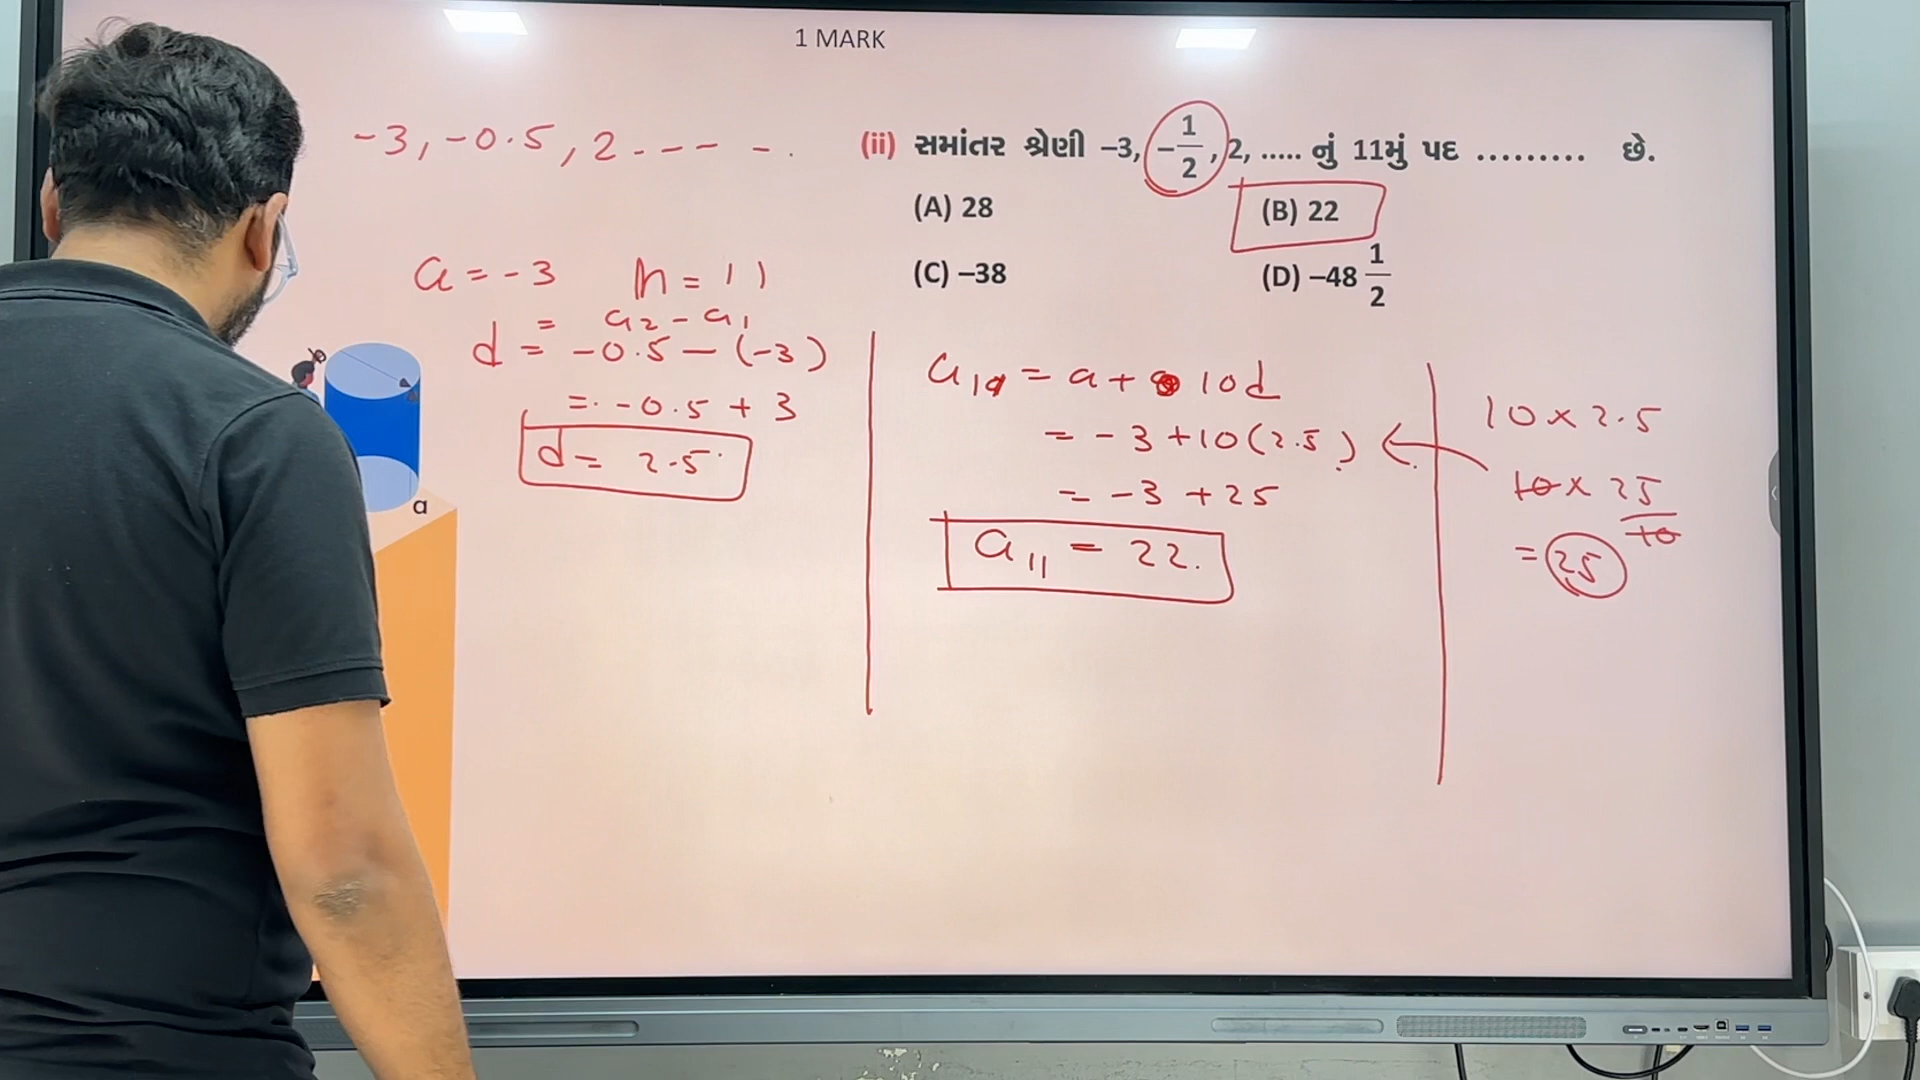 1 MARK
-3, -0.5, 2 - - - - .
(ii) સમાંતર શ્રેણી –3, –1/2, 2, ..... નું 11મું પદ ......... છે.
(A) 28
(B) 22
(C) –38
(D) –48 1/2
a = -3 n = 11
d = a2 - a1
= -0.5 - (-3)
= -0.5 + 3
d = 2.5
a11 = a + 10d
= -3 + 10(2.5)
= -3 + 25
a11 = 22.
10 × 2.5
10 × 25/10
= 25
a